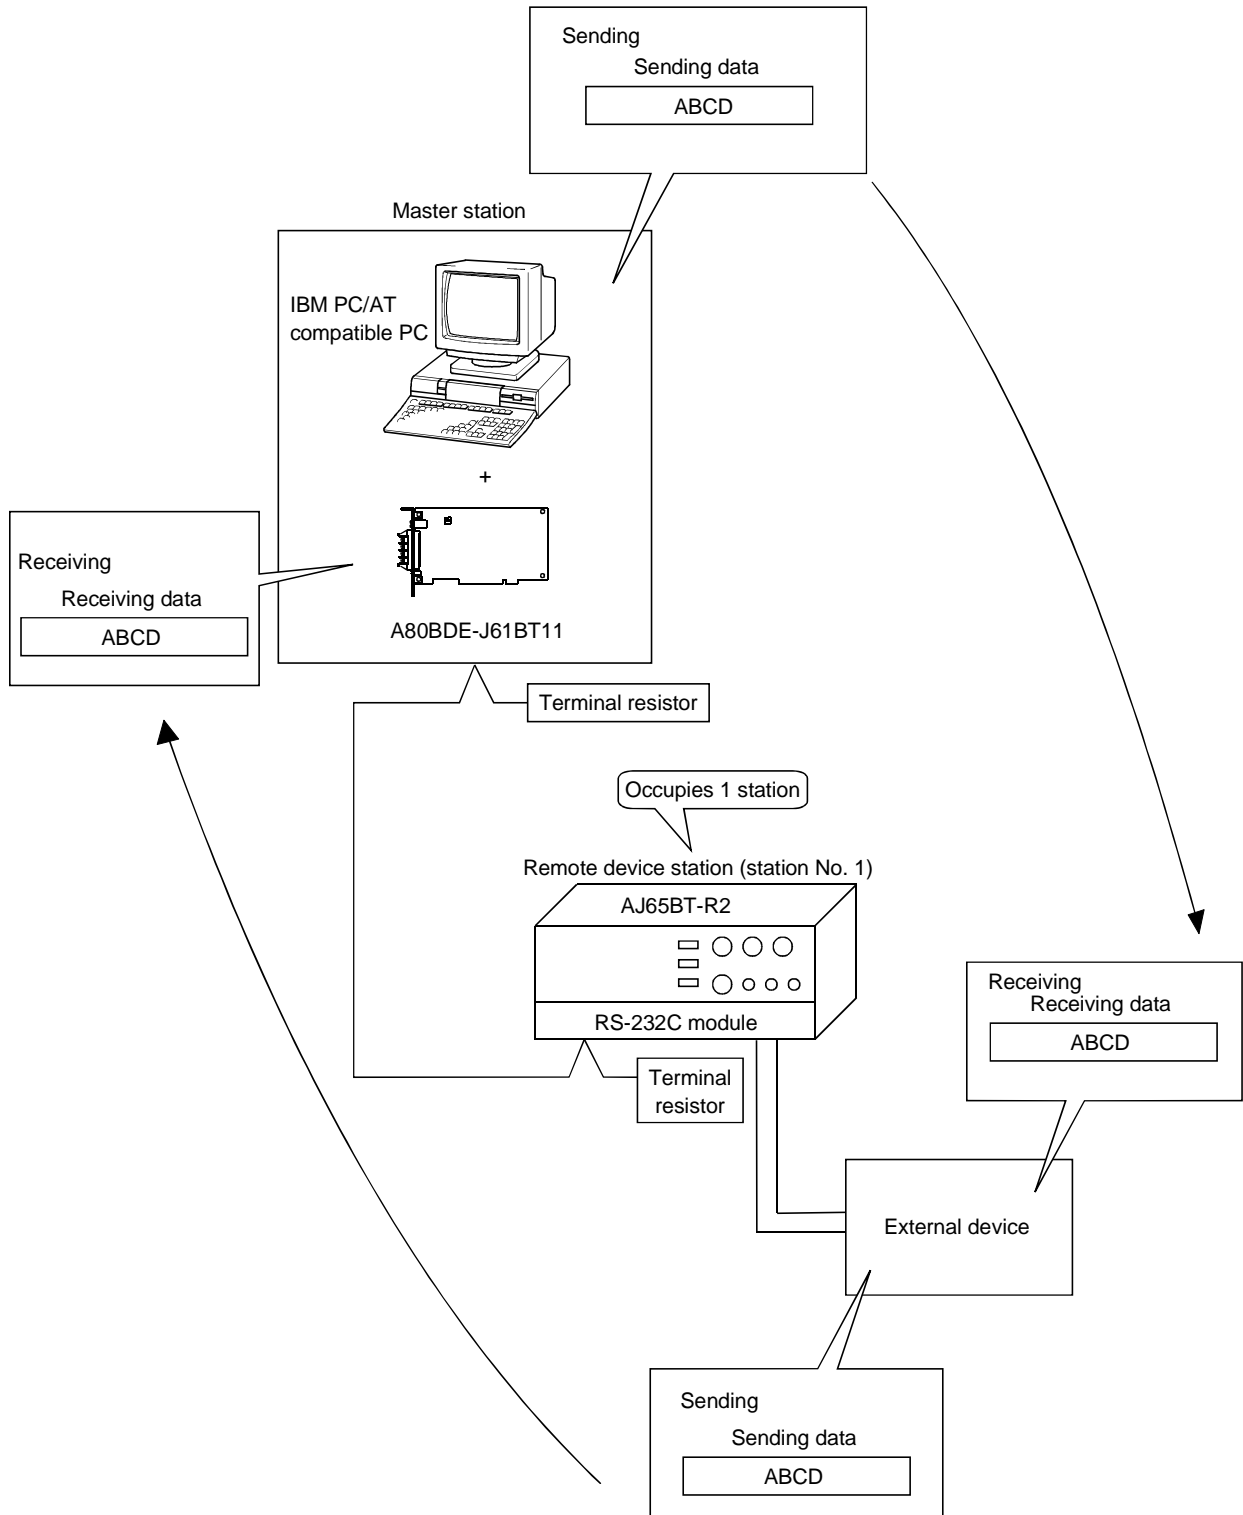 Sending
Sending data
ABCD
Master station
IBM PC/AT
compatible PC
+
A80BDE-J61BT11
Receiving
Receiving data
ABCD
Terminal resistor
Occupies 1 station
Remote device station (station No. 1)
AJ65BT-R2
RS-232C module
Terminal
resistor
Receiving
Receiving data
ABCD
External device
Sending
Sending data
ABCD